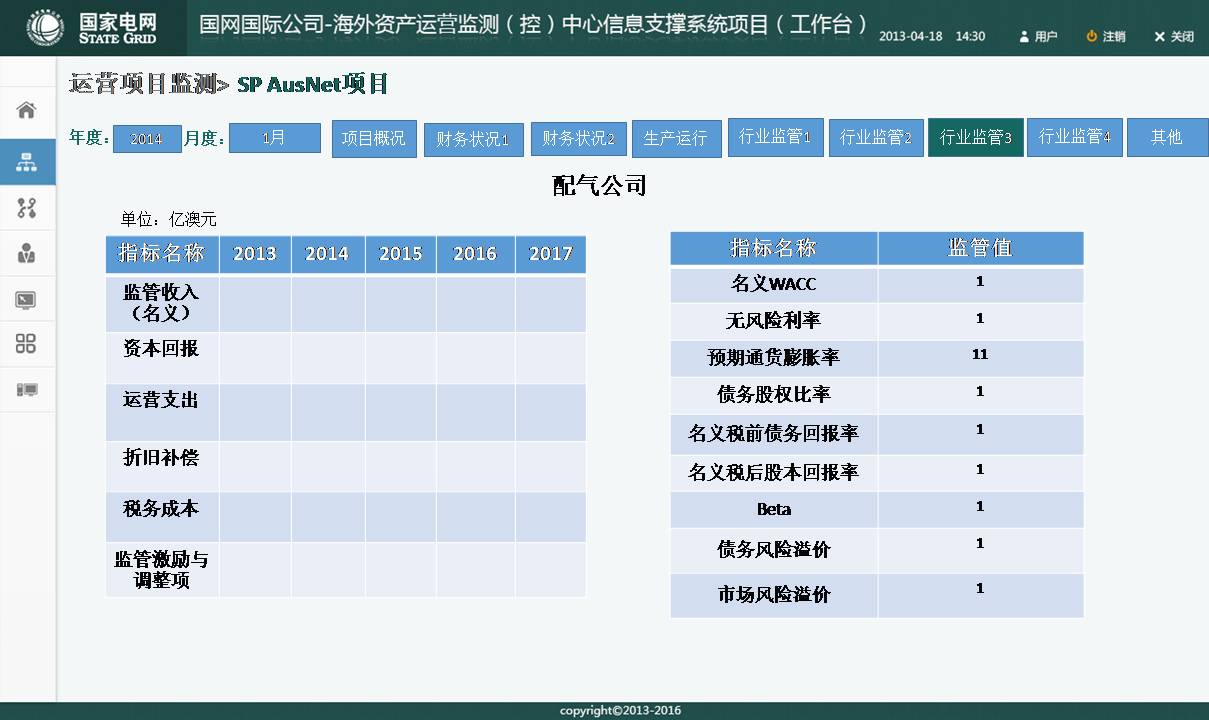 国家电网
STATE GRID
国网国际公司-海外资产运营监测（控）中心信息支撑系统项目（工作台）
2013-04-18 14:30
用户
注销
关闭
运营项目监测> SP AusNet项目
年度： 2014 月度： 1月 项目概况 财务状况1 财务状况2 生产运行 行业监管1 行业监管2 行业监管3 行业监管4 其他
配气公司
单位：亿澳元
指标名称 2013 2014 2015 2016 2017
监管收入
（名义）
资本回报
运营支出
折旧补偿
税务成本
监管激励与
调整项
指标名称 监管值
名义WACC 1
无风险利率 1
预期通货膨胀率 11
债务股权比率 1
名义税前债务回报率 1
名义税后股本回报率 1
Beta 1
债务风险溢价 1
市场风险溢价 1
copyright©2013-2016